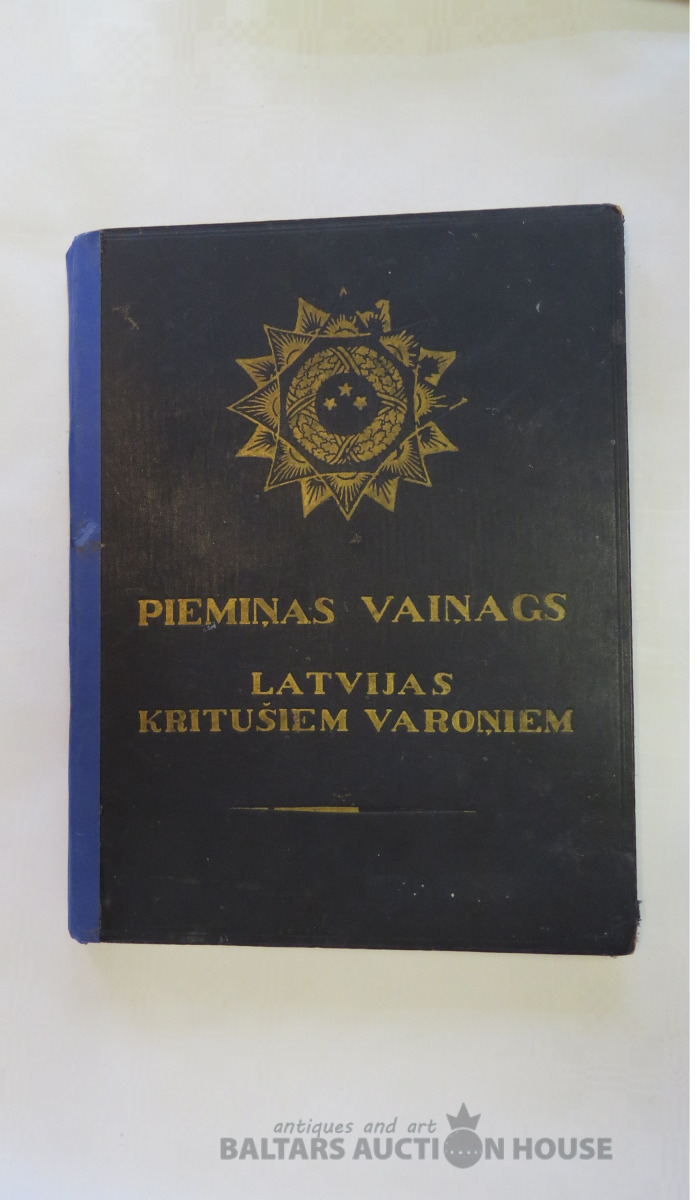 PIEMIŅAS VAIŅAGS
LATVIJAS
KRITUŠIEM VAROŅIEM
antiques and art
BALTARS AUCTION HOUSE